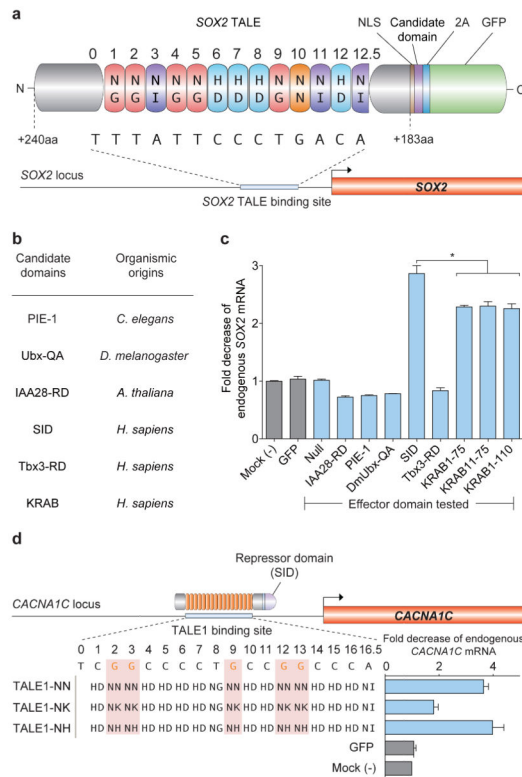 a
SOX2 TALE
NLS
Candidate domain
2A
GFP
0 1 2 3 4 5 6 7 8 9 10 11 12 12.5
N
N N N N N H H H N N N H N
G G I G G D D D G N I D I
C
+240aa
T T T A T T C C C T G A C A
+183aa
SOX2 locus
SOX2
SOX2 TALE binding site
b
Candidate domains
Organismic origins
PIE-1 C. elegans
Ubx-QA D. melanogaster
IAA28-RD A. thaliana
SID H. sapiens
Tbx3-RD H. sapiens
KRAB H. sapiens
c
Fold decrease of
endogenous SOX2 mRNA
3
2
1
0
*
Mock (-)
GFP
Null
IAA28-RD
PIE-1
DmUbx-QA
SID
Tbx3-RD
KRAB1-75
KRAB11-75
KRAB1-110
Effector domain tested
d
Repressor domain
(SID)
CACNA1C locus
CACNA1C
TALE1 binding site
Fold decrease of endogenous
CACNA1C mRNA
0 1 2 3 4 5 6 7 8 9 10 11 12 13 14 15 16 16.5
0 1 2 3 4 5
T C G G C C C C T G C C G G C C C A
TALE1-NN HD NN NN HD HD HD HD NG NN HD HD NN NN HD HD HD NI
TALE1-NK HD NK NK HD HD HD HD NG NK HD HD NK NK HD HD HD NI
TALE1-NH HD NH NH HD HD HD HD NG NH HD HD NH NH HD HD HD NI
GFP
Mock (-)